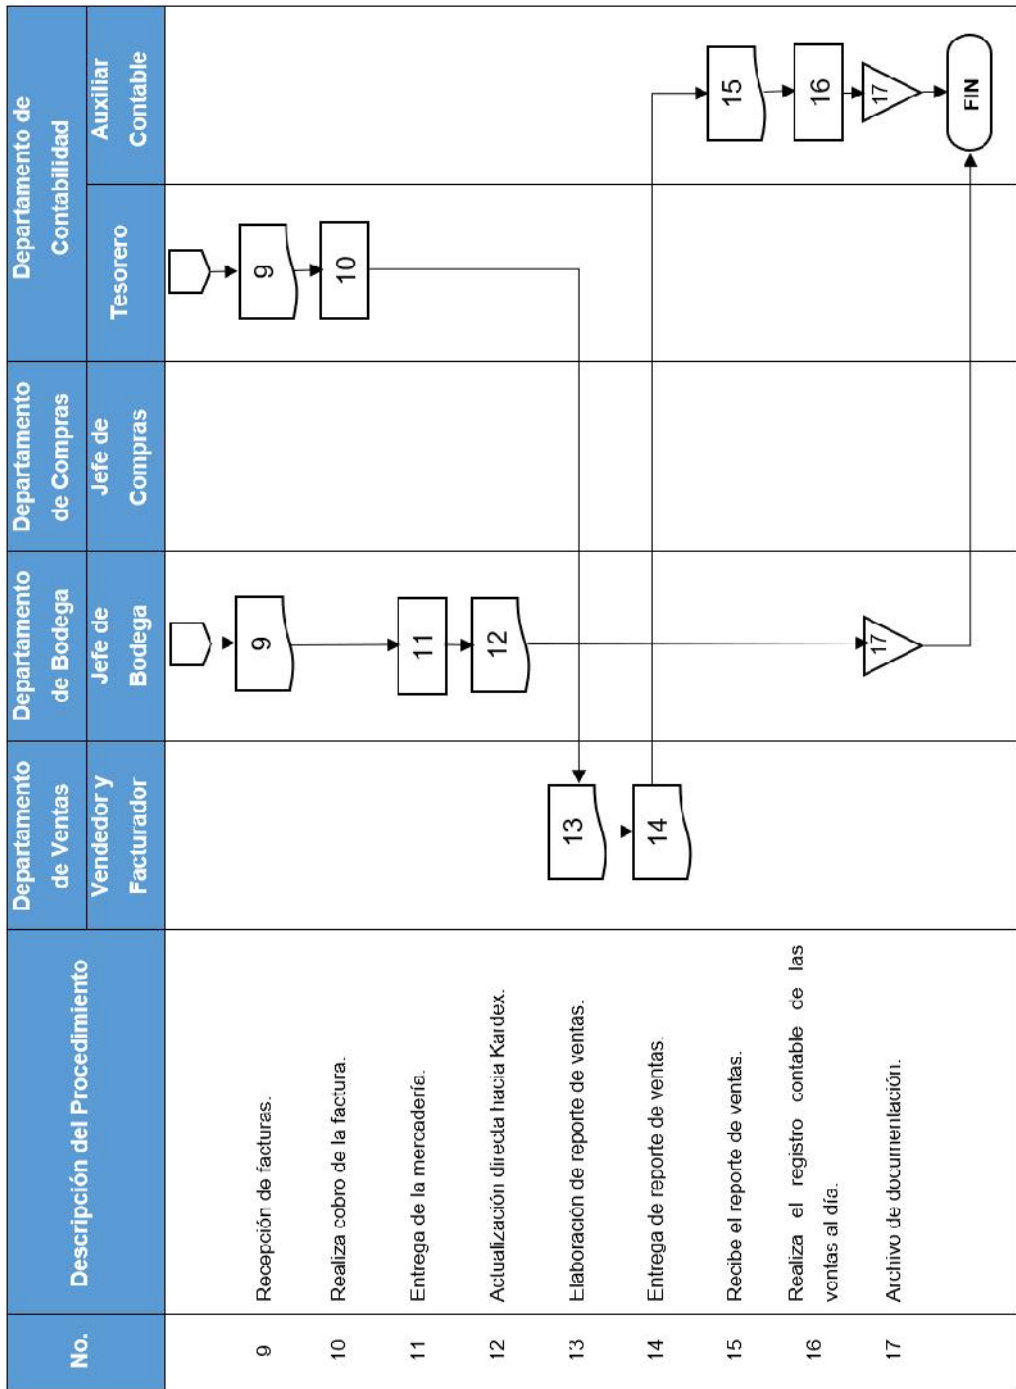 No.
Descripción del Procedimiento
Departamento
de Ventas
Departamento
de Bodega
Departamento
de Compras
Departamento de
Contabilidad
Vendedor y
Facturador
Jefe de
Bodega
Jefe de
Compras
Tesorero
Auxiliar
Contable
9 Recepción de facturas.
9
9
10 Realiza cobro de la factura.
10
11 Entrega de la mercadería.
11
12 Actualización directa hacia Kardex.
12
13 Elaboración de reporte de ventas.
13
14 Entrega de reporte de ventas.
14
15 Recibe el reporte de ventas.
15
16 Realiza el registro contable de las
ventas al día.
16
17 Archivo de documentación.
17
17
FIN